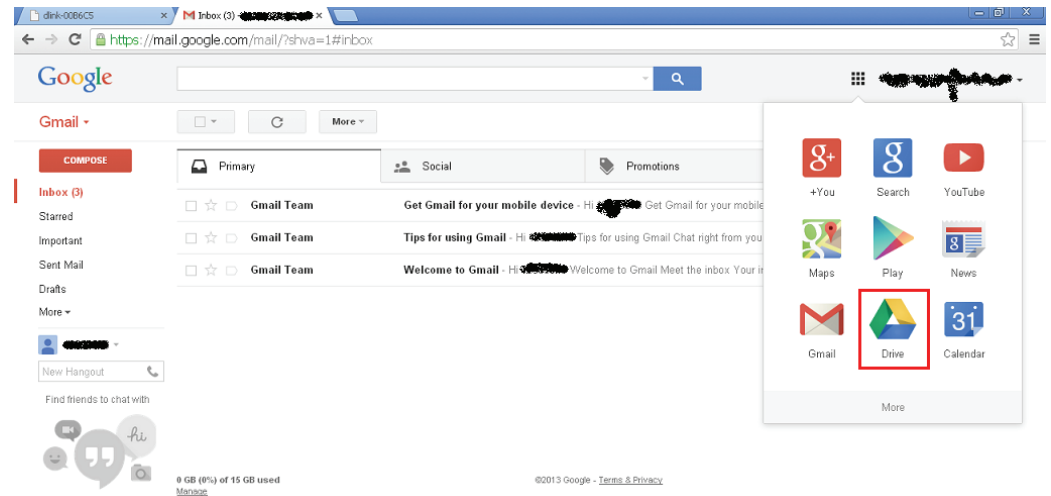 dlink-00B6C5
Inbox (3) -
https://mail.google.com/mail/?shva=1#inbox
Google
Gmail
More
COMPOSE
Primary
Social
Promotions
Inbox (3)
Starred
Important
Sent Mail
Drafts
More
Gmail Team
Get Gmail for your mobile device - Hi Get Gmail for your mobile
Gmail Team
Tips for using Gmail - Hi Tips for using Gmail Chat right from you
Gmail Team
Welcome to Gmail - Hi Welcome to Gmail Meet the inbox Your
New Hangout
Find friends to chat with
hi
0 GB (0%) of 15 GB used
Manage
©2013 Google - Terms & Privacy
g+
+You
8
Search
YouTube
Maps
Play
8
News
Gmail
Drive
31
Calendar
More